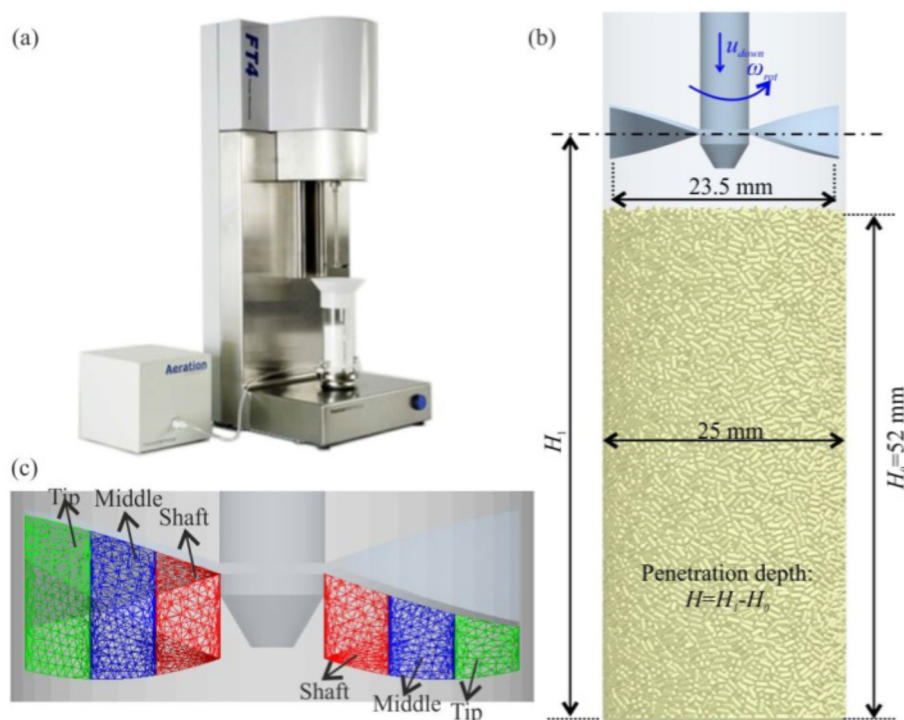 (a)
FT4
Aeration
(b)
u_down
ω_rot
23.5 mm
H_1
25 mm
H_0=52 mm
Penetration depth:
H=H_1-H_0
(c)
Tip
Middle
Shaft
Shaft
Middle
Tip